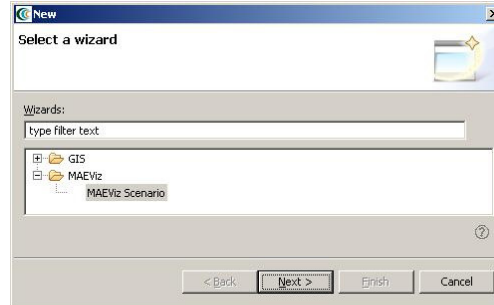 New
Select a wizard
Wizards:
type filter text
GIS
MAEViz
MAEViz Scenario
< Back Next > Finish Cancel